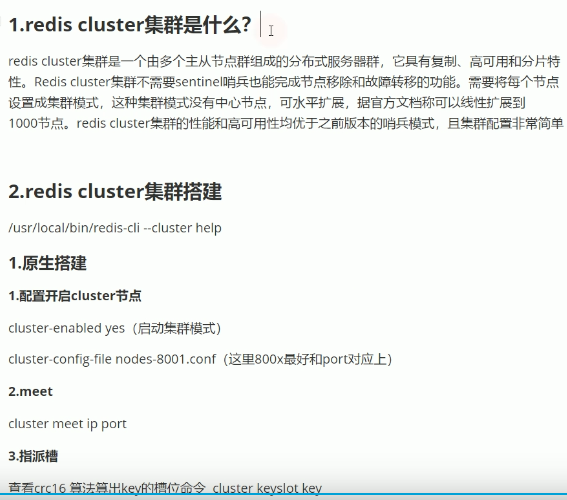 1.redis cluster集群是什么?
redis cluster集群是一个由多个主从节点群组成的分布式服务器群，它具有复制、高可用和分片特
性。Redis cluster集群不需要sentinel哨兵也能完成节点移除和故障转移的功能。需要将每个节点
设置成集群模式，这种集群模式没有中心节点，可水平扩展，据官方文档称可以线性扩展到
1000节点。redis cluster集群的性能和高可用性均优于之前版本的哨兵模式，且集群配置非常简单
2.redis cluster集群搭建
/usr/local/bin/redis-cli --cluster help
1.原生搭建
1.配置开启cluster节点
cluster-enabled yes（启动集群模式）
cluster-config-file nodes-8001.conf（这里800x最好和port对应上）
2.meet
cluster meet ip port
3.指派槽
查看crc16 算法算出key的槽位命令 cluster keyslot key